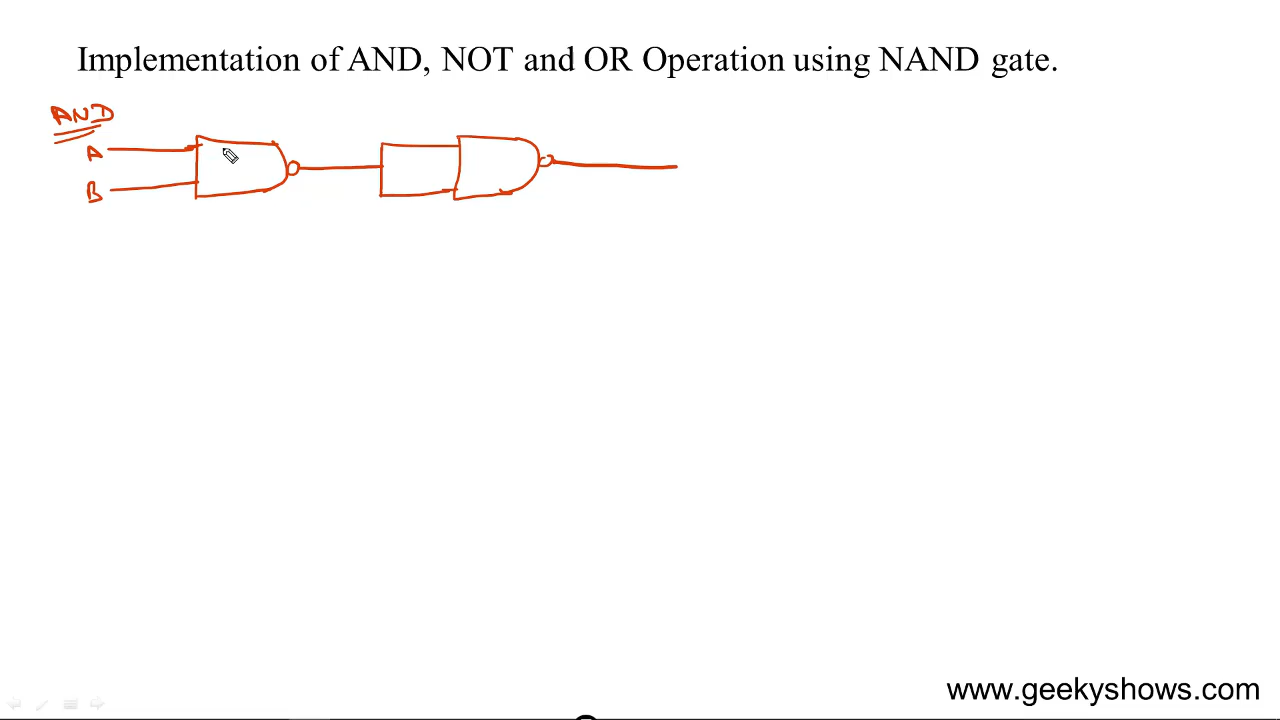 Implementation of AND, NOT and OR Operation using NAND gate.
AND
A
B
www.geekyshows.com